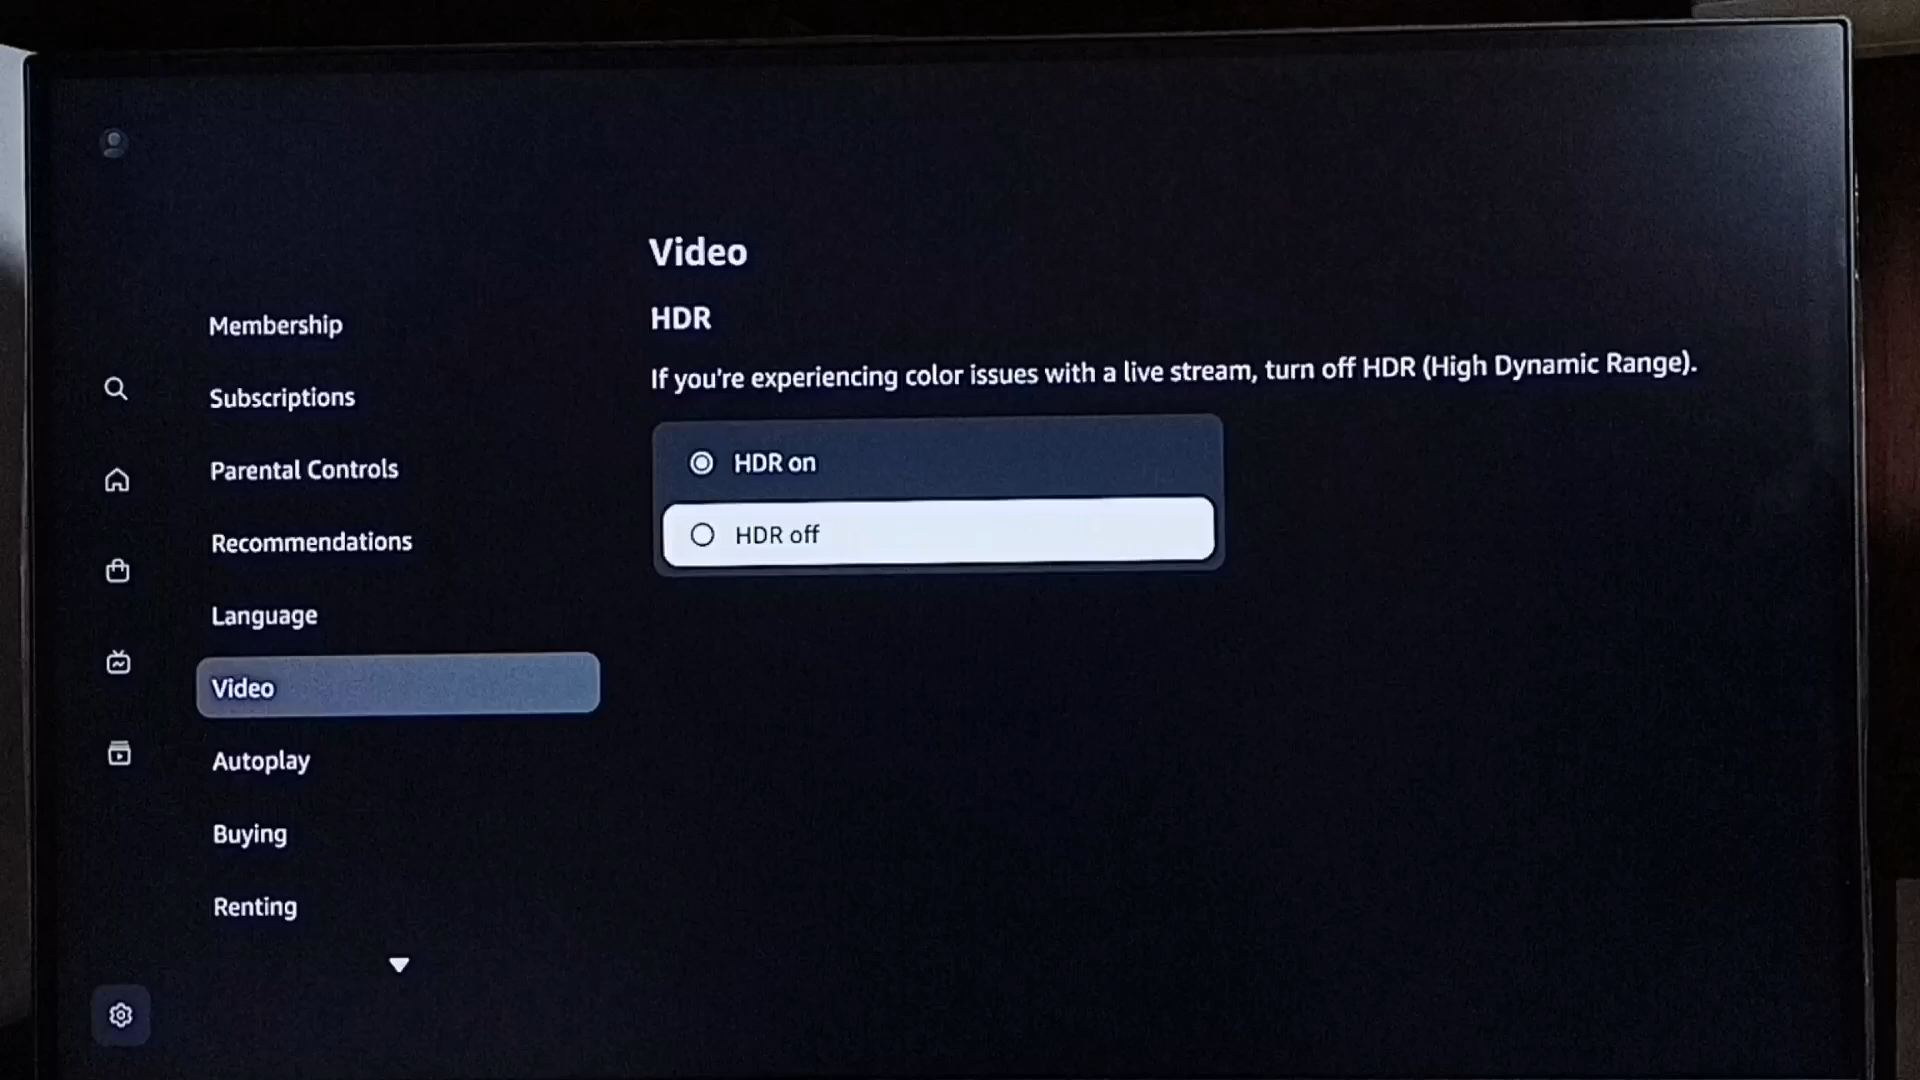 Membership
Subscriptions
Parental Controls
Recommendations
Language
Video
Autoplay
Buying
Renting
Video
HDR
If you're experiencing color issues with a live stream, turn off HDR (High Dynamic Range).
HDR on
HDR off